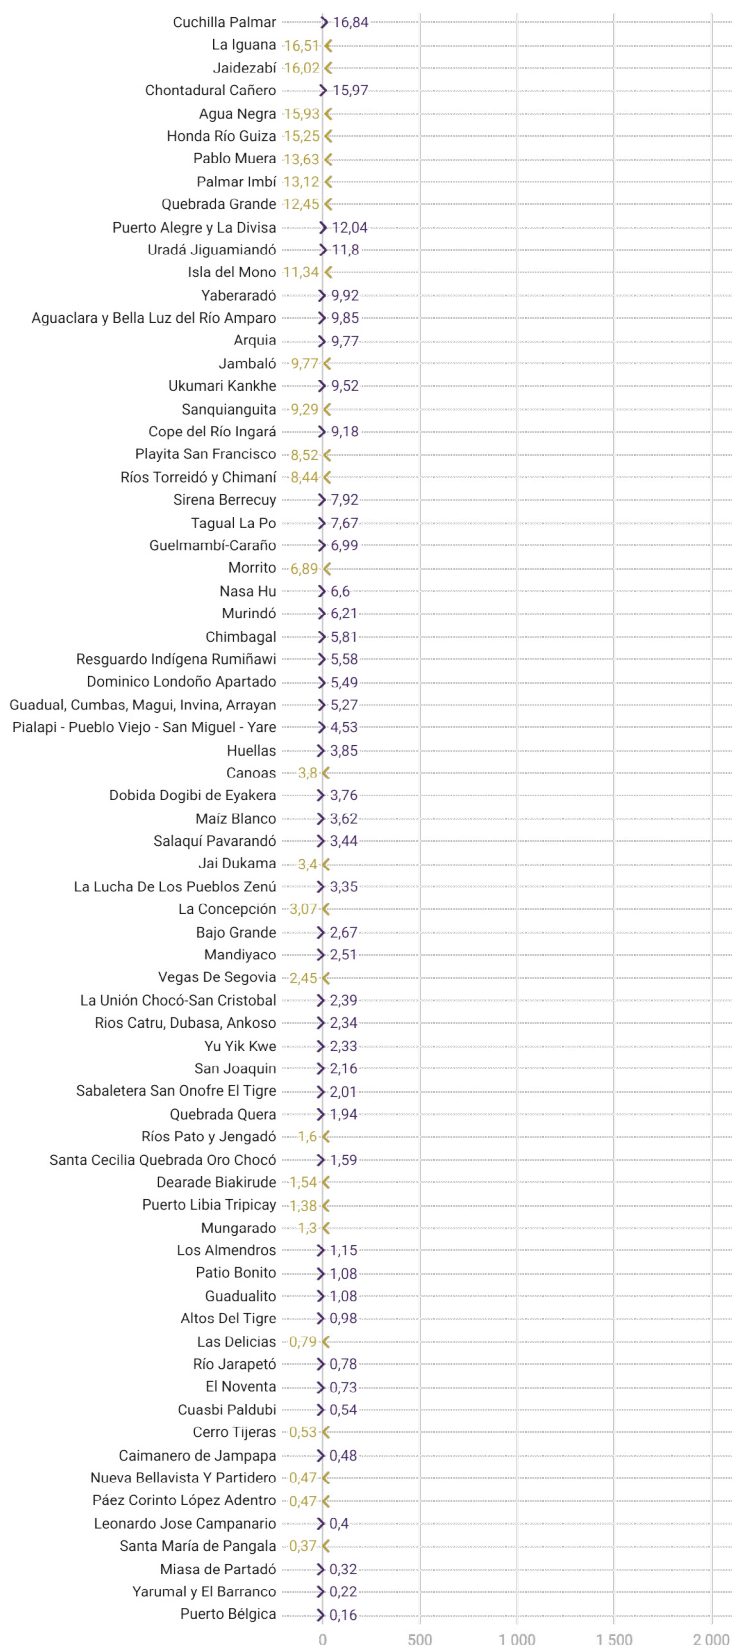 Cuchilla Palmar 16,84
La Iguana 16,51
Jaidezabí 16,02
Chontadural Cañero 15,97
Agua Negra 15,93
Honda Río Guiza 15,25
Pablo Muera 13,63
Palmar Imbí 13,12
Quebrada Grande 12,45
Puerto Alegre y La Divisa 12,04
Uradá Jiguamiandó 11,8
Isla del Mono 11,34
Yaberaradó 9,92
Aguaclara y Bella Luz del Río Amparo 9,85
Arquia 9,77
Jambaló 9,77
Ukumari Kankhe 9,52
Sanquianguita 9,29
Cope del Río Ingará 9,18
Playita San Francisco 8,52
Ríos Torreidó y Chimaní 8,44
Sirena Berrecuy 7,92
Tagual La Po 7,67
Guelmambí-Caraño 6,99
Morrito 6,89
Nasa Hu 6,6
Murindó 6,21
Chimbagal 5,81
Resguardo Indígena Rumiñawi 5,58
Dominico Londoño Apartado 5,49
Guadual, Cumbas, Magui, Invina, Arrayan 5,27
Pialapi - Pueblo Viejo - San Miguel - Yare 4,53
Huellas 3,85
Canoas 3,8
Dobida Dogibi de Eyakera 3,76
Maíz Blanco 3,62
Salaquí Pavarandó 3,44
Jai Dukama 3,4
La Lucha De Los Pueblos Zenú 3,35
La Concepción 3,07
Bajo Grande 2,67
Mandiyaco 2,51
Vegas De Segovia 2,45
La Unión Chocó-San Cristobal 2,39
Rios Catru, Dubasa, Ankoso 2,34
Yu Yik Kwe 2,33
San Joaquin 2,16
Sabaletera San Onofre El Tigre 2,01
Quebrada Quera 1,94
Ríos Pato y Jengadó 1,6
Santa Cecilia Quebrada Oro Chocó 1,59
Dearade Biakirude 1,54
Puerto Libia Tripicay 1,38
Mungarado 1,3
Los Almendros 1,15
Patio Bonito 1,08
Guadualito 1,08
Altos Del Tigre 0,98
Las Delicias 0,79
Río Jarapetó 0,78
El Noventa 0,73
Cuasbi Paldubi 0,54
Cerro Tijeras 0,53
Caimanero de Jampapa 0,48
Nueva Bellavista Y Partidero 0,47
Páez Corinto López Adentro 0,47
Leonardo Jose Campanario 0,4
Santa María de Pangala 0,37
Miasa de Partadó 0,32
Yarumal y El Barranco 0,22
Puerto Bélgica 0,16
0 500 1 000 1 500 2 000